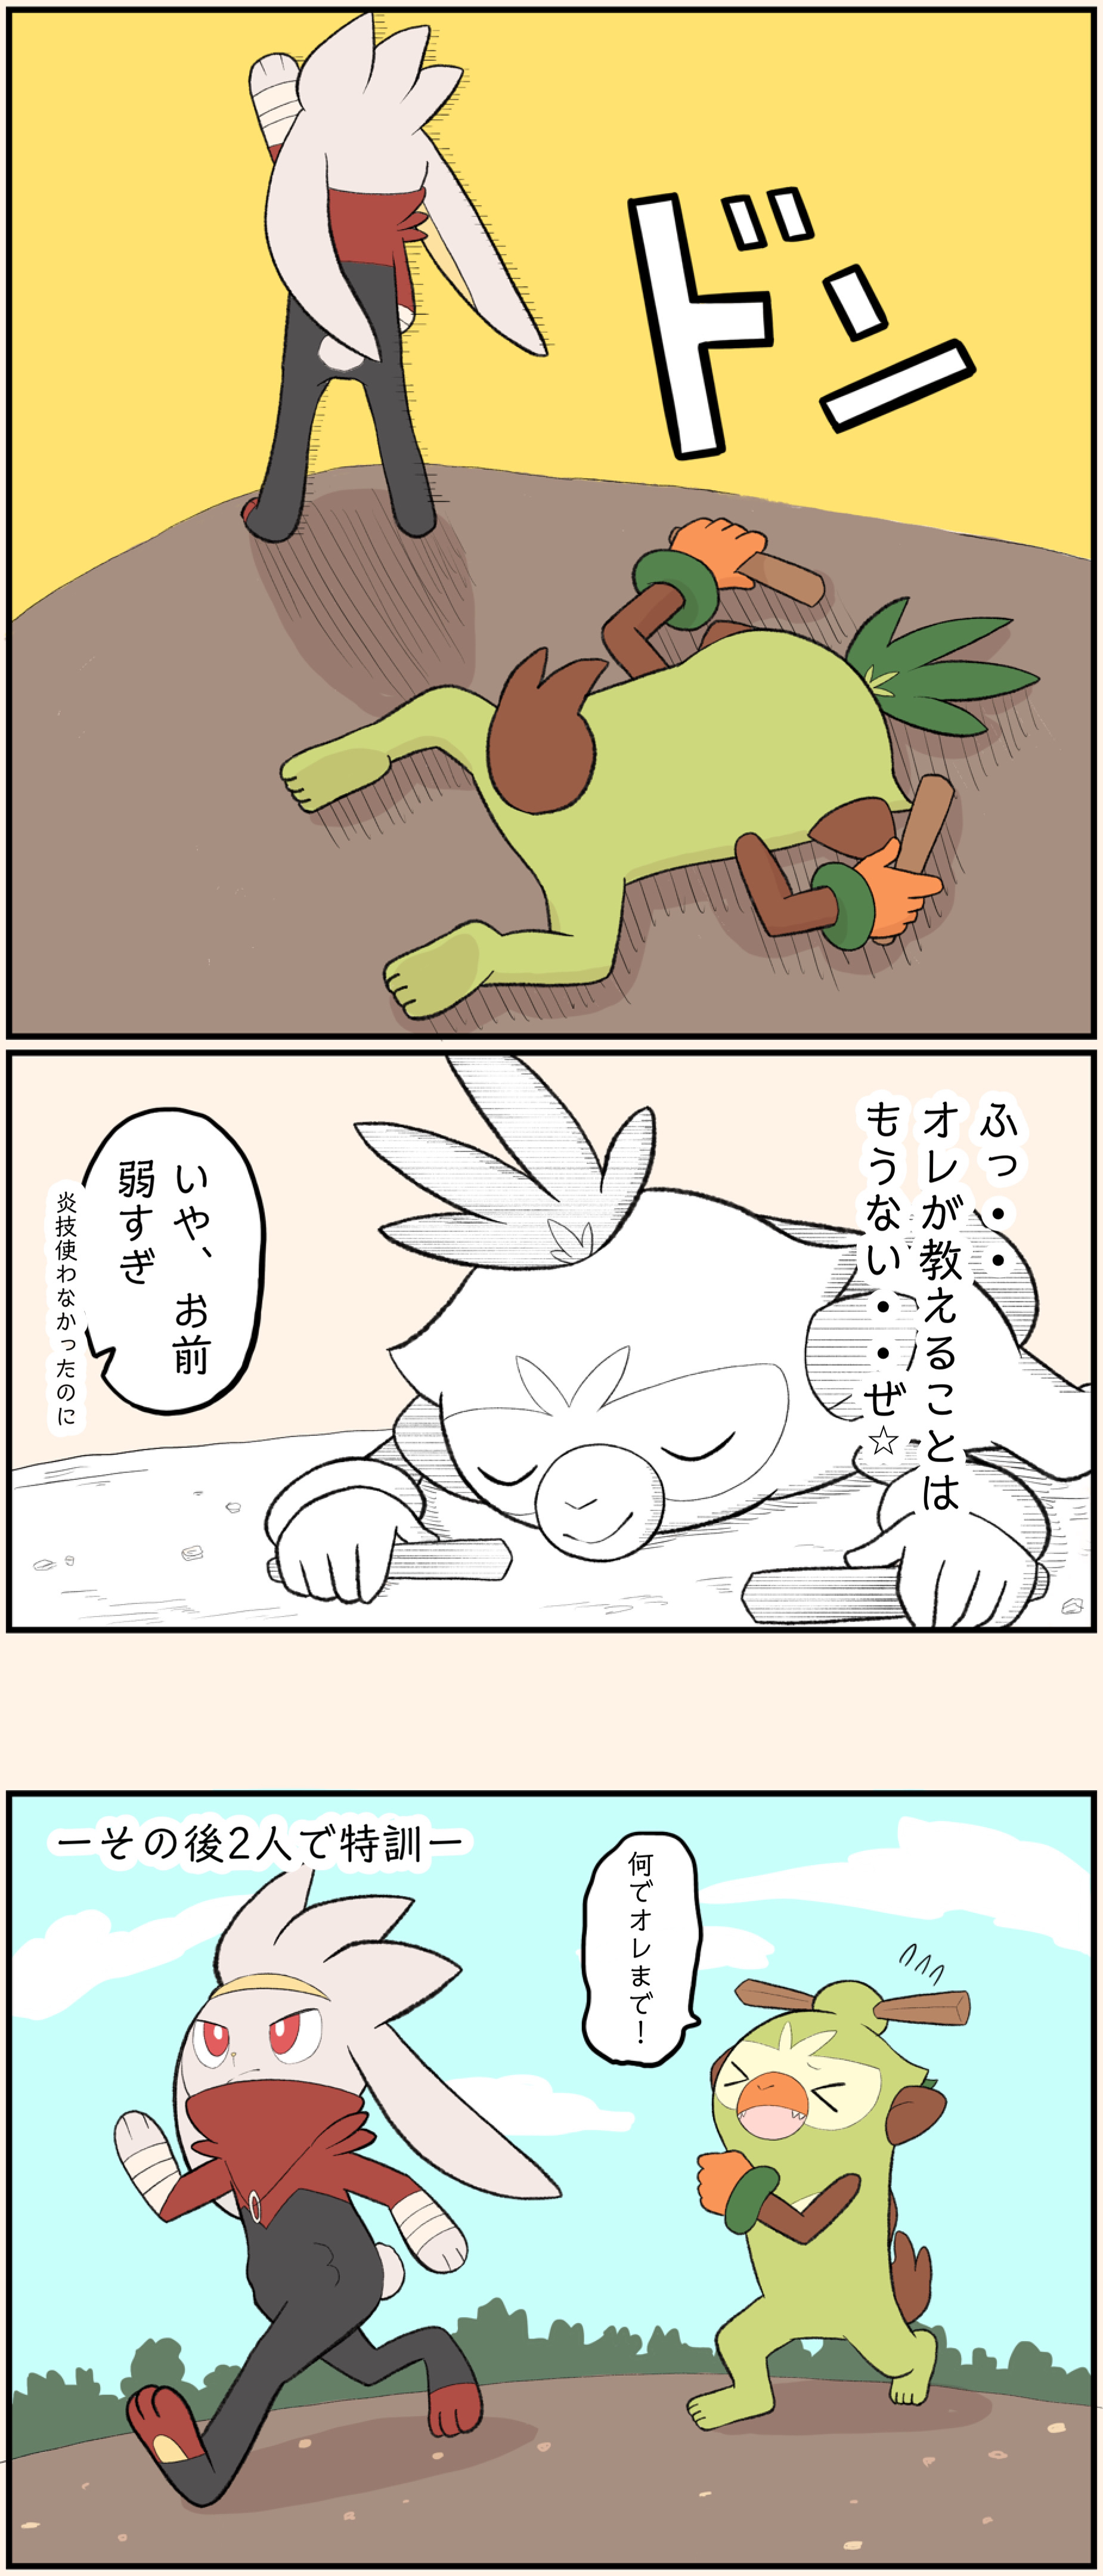 ドン
ふっ・・
オレが教えることは
もうない・・ぜ☆
いや、お前
弱すぎ
炎技使わなかったのに
ーその後2人で特訓ー
何でオレまで！